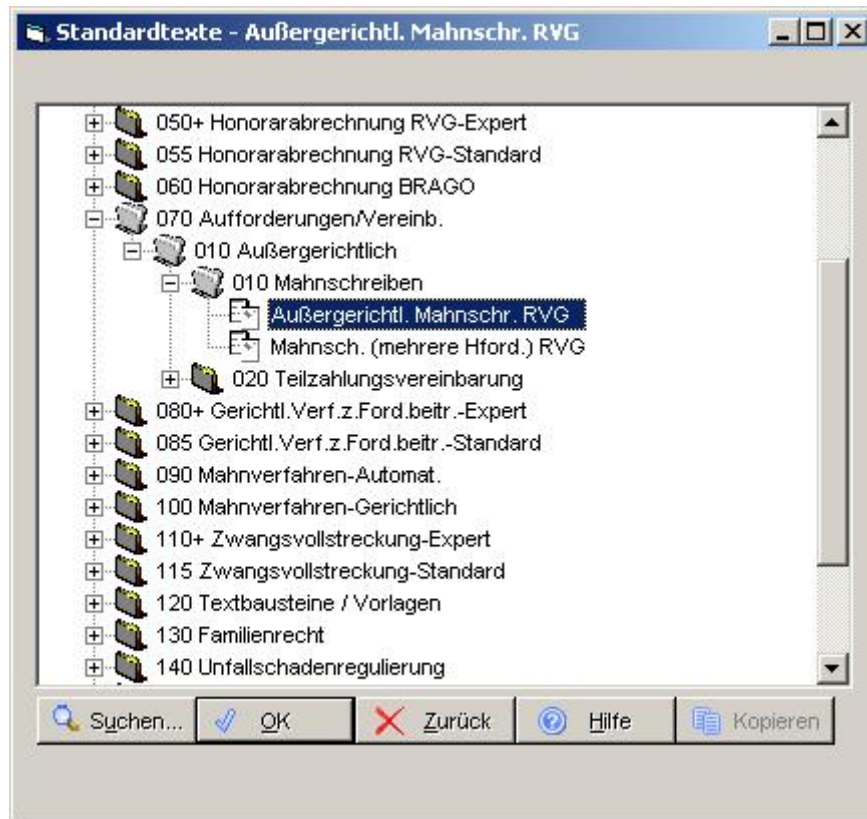 Standardtexte - Außergerichtl. Mahnschr. RVG
050+ Honorarabrechnung RVG-Expert
055 Honorarabrechnung RVG-Standard
060 Honorarabrechnung BRAGO
070 Aufforderungen/Vereinb.
010 Außergerichtlich
010 Mahnschreiben
Außergerichtl. Mahnschr. RVG
Mahnsch. (mehrere Hford.) RVG
020 Teilzahlungsvereinbarung
080+ Gerichtl.Verf.z.Ford.beitr.-Expert
085 Gerichtl.Verf.z.Ford.beitr.-Standard
090 Mahnverfahren-Automat.
100 Mahnverfahren-Gerichtlich
110+ Zwangsvollstreckung-Expert
115 Zwangsvollstreckung-Standard
120 Textbausteine / Vorlagen
130 Familienrecht
140 Unfallschadenregulierung
Suchen... OK Zurück Hilfe Kopieren